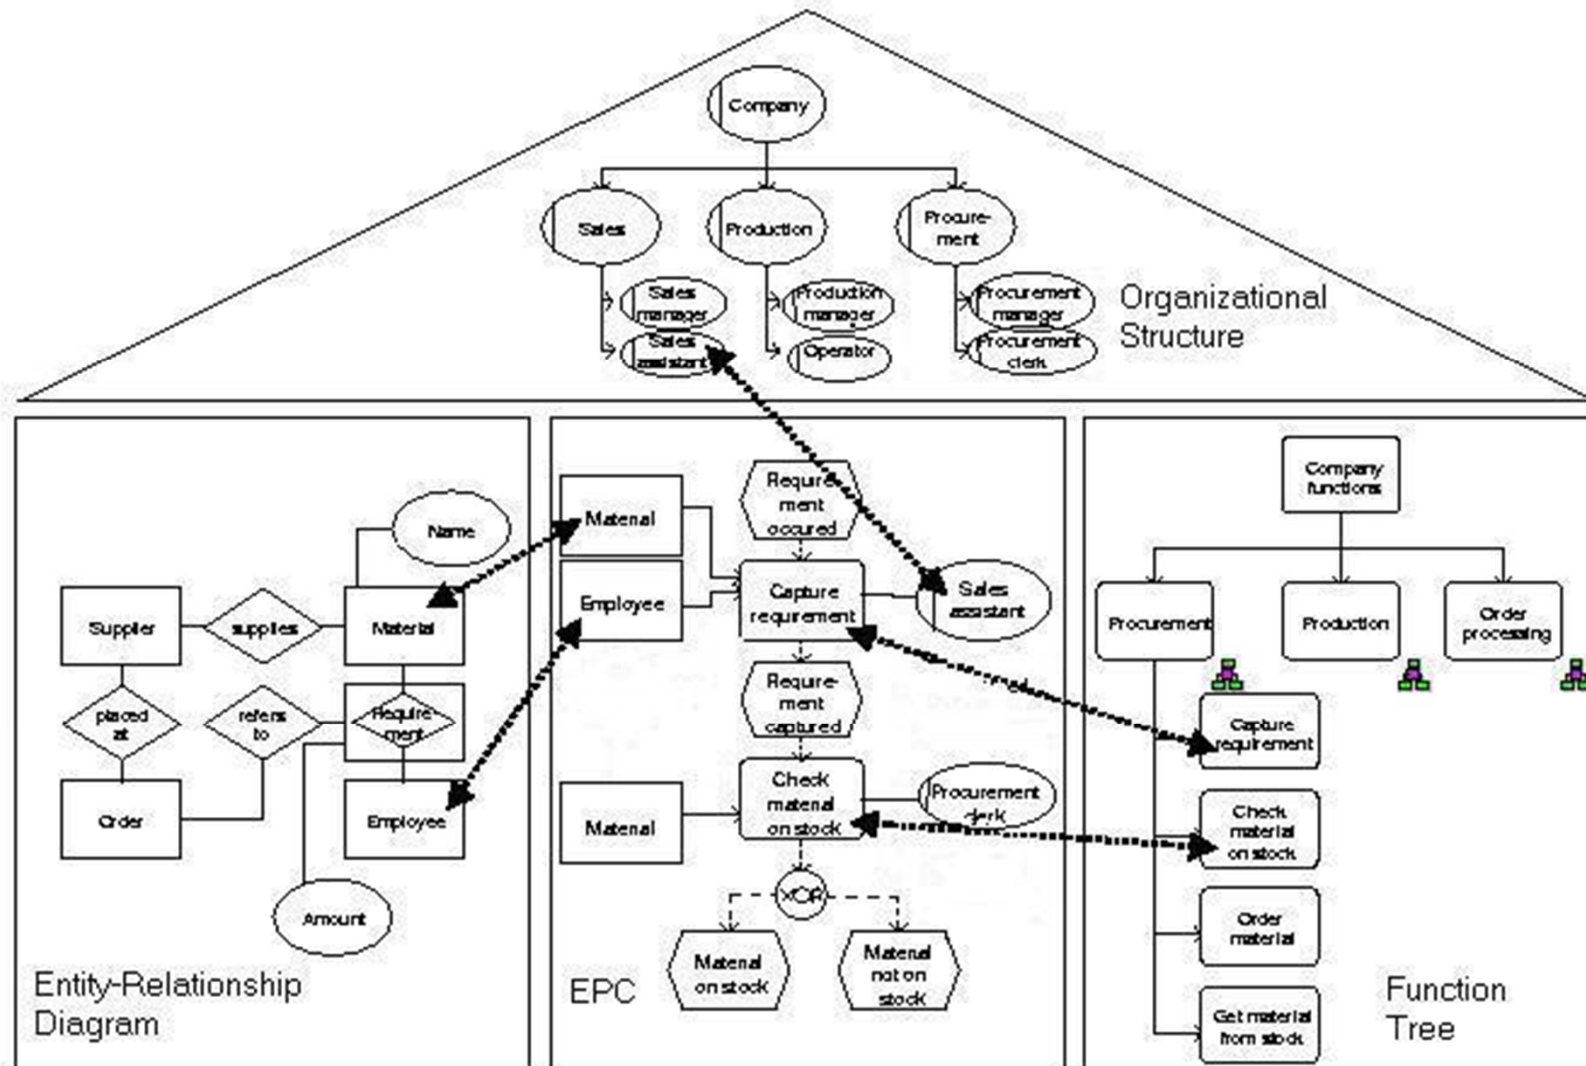 Company
Sales
Production
Procure-
ment
Sales
manager
Sales
assistant
Production
manager
Operator
Procurement
manager
Procurement
clerk
Organizational
Structure
Name
Supplier
supplies
Material
placed
at
refers
to
Require-
ment
Order
Employee
Amount
Entity-Relationship
Diagram
Material
Employee
Require-
ment
occured
Capture
requirement
Sales
assistant
Require-
ment
captured
Material
Check
material
on stock
Procurement
clerk
XOR
Material
on stock
Material
not on
stock
EPC
Company
functions
Procurement
Production
Order
processing
Capture
requirement
Check
material
on stock
Order
material
Get material
from stock
Function
Tree